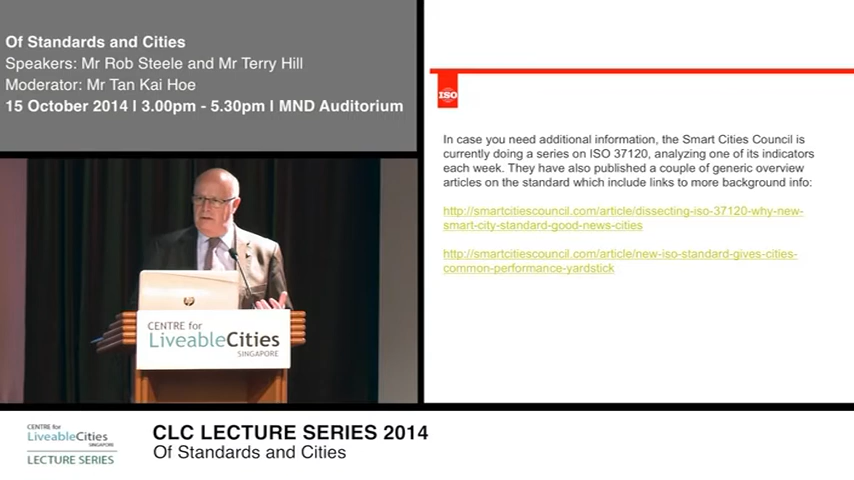 Of Standards and Cities
Speakers: Mr Rob Steele and Mr Terry Hill
Moderator: Mr Tan Kai Hoe
15 October 2014 | 3.00pm - 5.30pm | MND Auditorium
ISO
In case you need additional information, the Smart Cities Council is
currently doing a series on ISO 37120, analyzing one of its indicators
each week. They have also published a couple of generic overview
articles on the standard which include links to more background info:
http://smartcitiescouncil.com/article/dissecting-iso-37120-why-new-
smart-city-standard-good-news-cities
http://smartcitiescouncil.com/article/new-iso-standard-gives-cities-
common-performance-yardstick
hp
CENTRE for
LiveableCities
SINGAPORE
CENTRE for
LiveableCities
SINGAPORE
LECTURE SERIES
CLC LECTURE SERIES 2014
Of Standards and Cities